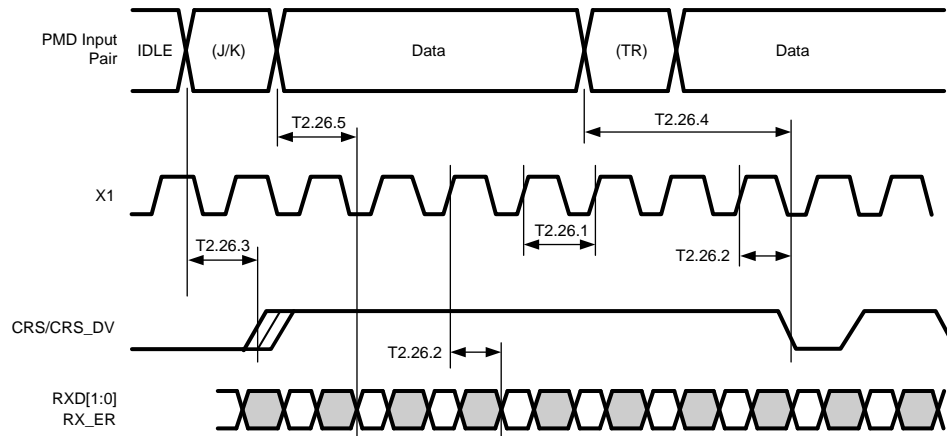 PMD Input
Pair
IDLE
(J/K)
Data
(TR)
Data
T2.26.5
T2.26.4
X1
T2.26.3
T2.26.1
T2.26.2
CRS/CRS_DV
T2.26.2
RXD[1:0]
RX_ER